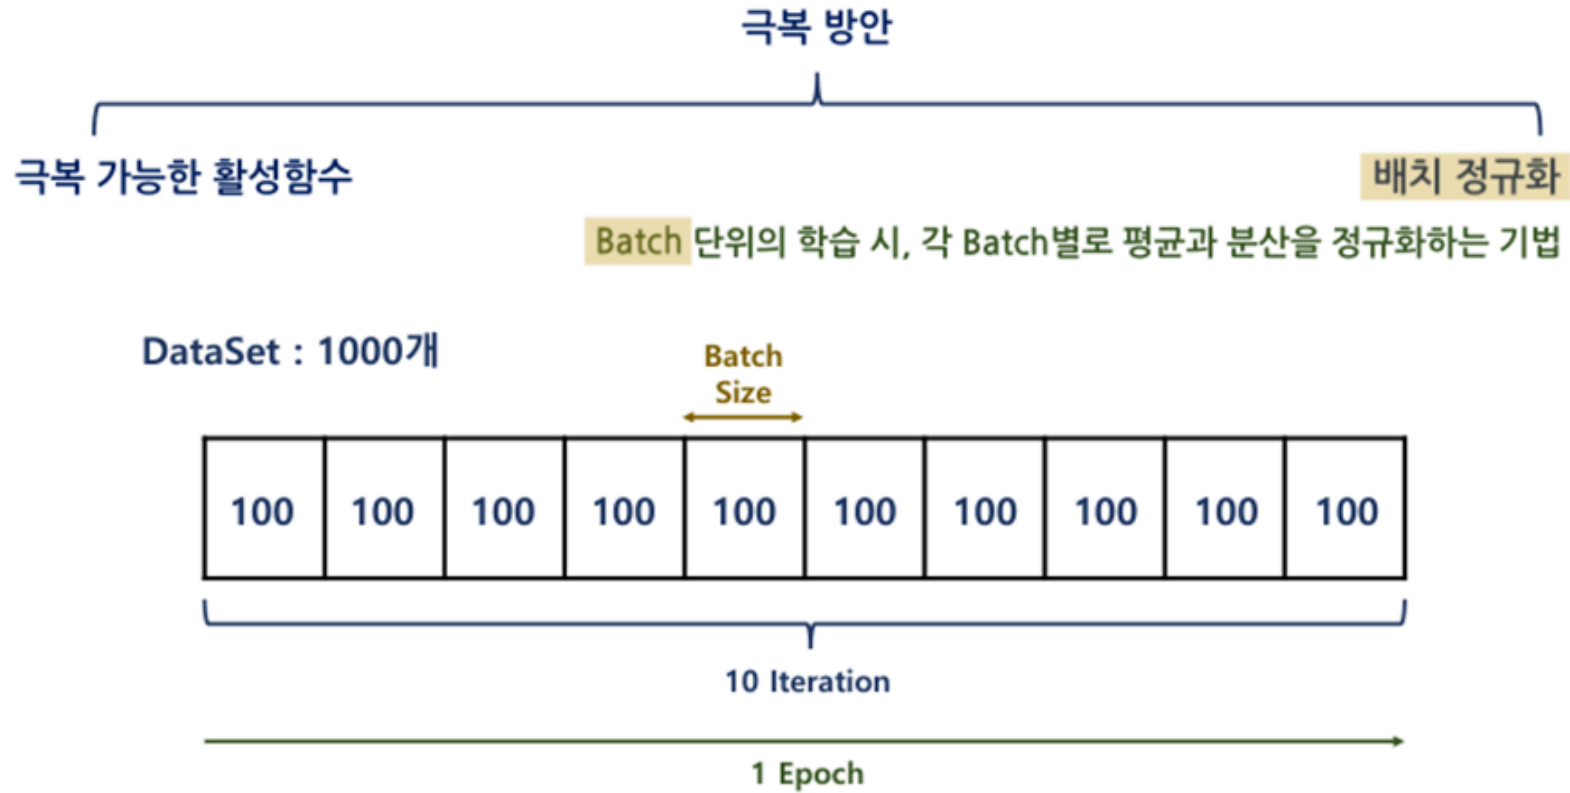 극복 방안
극복 가능한 활성함수
배치 정규화
Batch 단위의 학습 시, 각 Batch별로 평균과 분산을 정규화하는 기법
DataSet : 1000개
Batch
Size
100 100 100 100 100 100 100 100 100 100
10 Iteration
1 Epoch